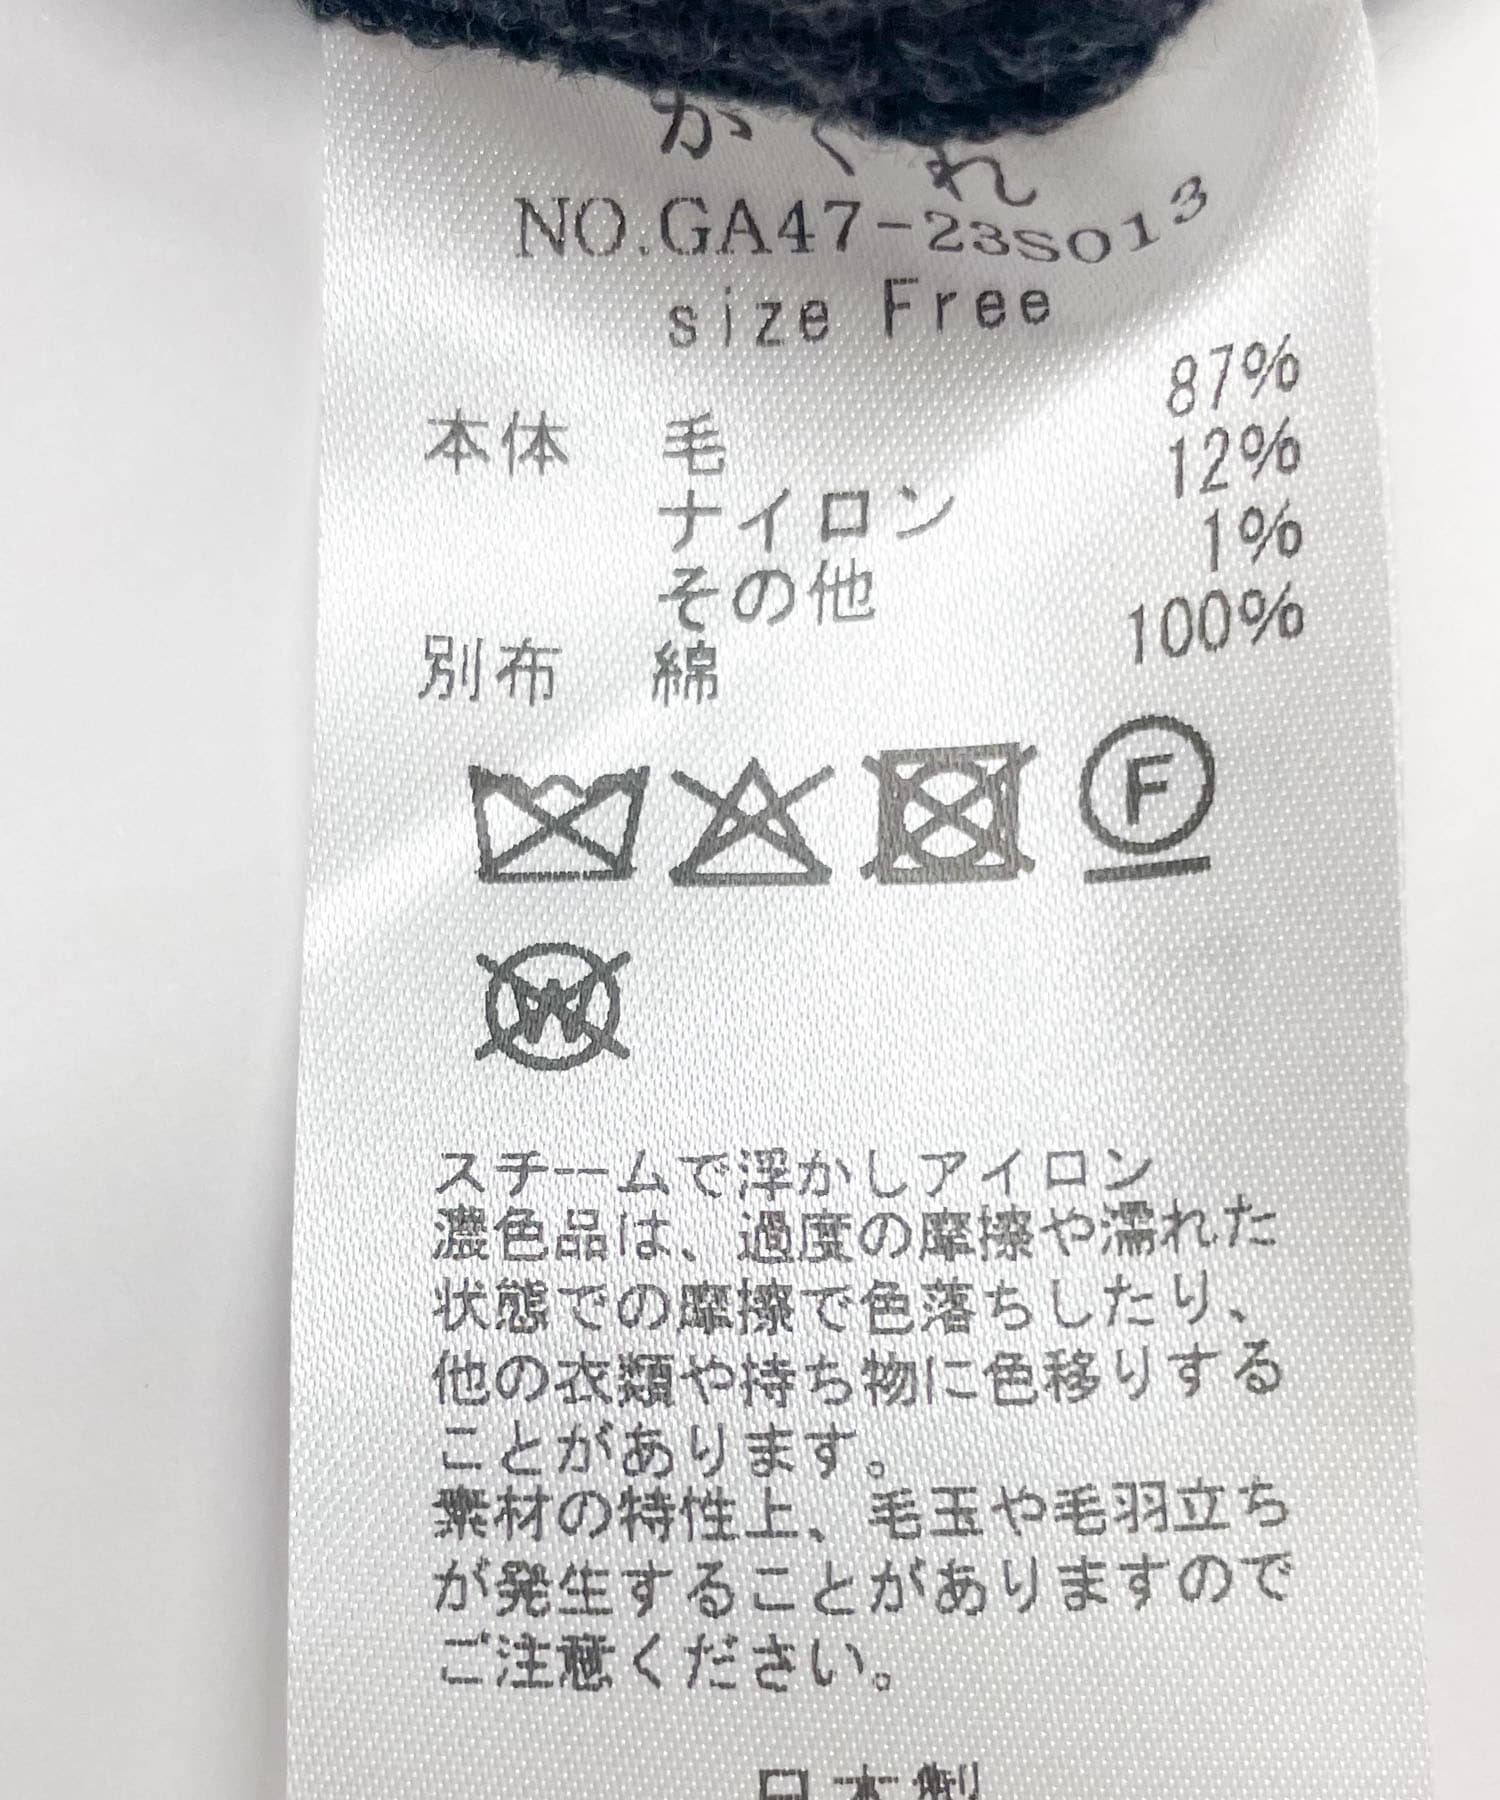 がくれ
NO.GA47-23S013
size Free
本体 毛 87%
ナイロン 12%
その他 1%
別布 綿 100%
F
W
スチームで浮かしアイロン
濃色品は、過度の摩擦や濡れた
状態での摩擦で色落ちしたり、
他の衣類や持ち物に色移りする
ことがあります。
素材の特性上、毛玉や毛羽立ち
が発生することがありますので
ご注意ください。
日本製